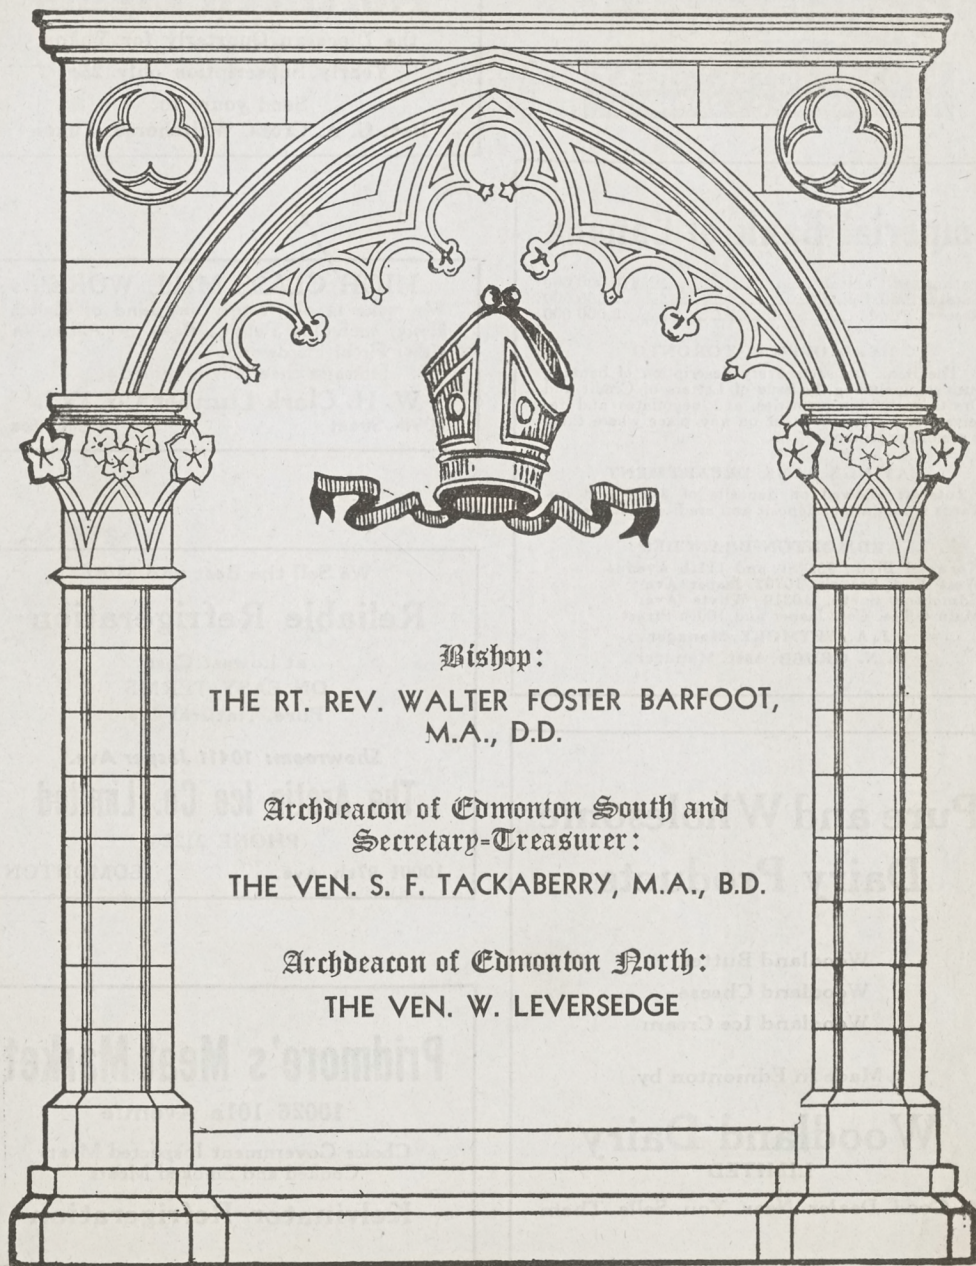 Bishop:
THE RT. REV. WALTER FOSTER BARFOOT,
M.A., D.D.
Archdeacon of Edmonton South and
Secretary=Treasurer:
THE VEN. S. F. TACKABERRY, M.A., B.D.
Archdeacon of Edmonton North:
THE VEN. W. LEVERSEDGE